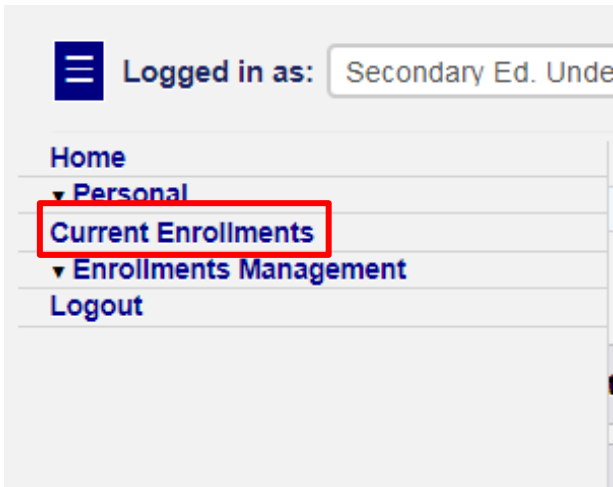 Logged in as: Secondary Ed. Unde
Home
▾ Personal
Current Enrollments
▾ Enrollments Management
Logout